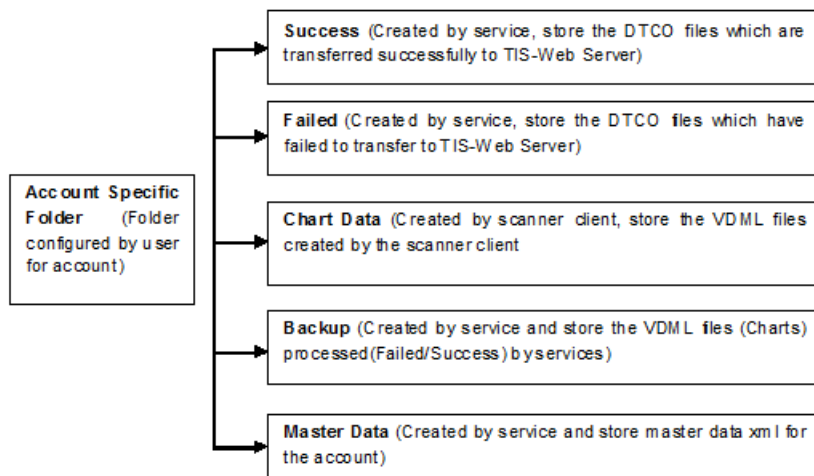 Success (Created by service, store the DTCO files which are
transferred successfully to TIS-Web Server)
Failed (Created by service, store the DTCO files which have
failed to transfer to TIS-Web Server)
Account Specific
Folder (Folder
configured by user
for account)
Chart Data (Created by scanner client, store the VDML files
created by the scanner client
Backup (Created by service and store the VDML files (Charts)
processed(Failed/Success) by services)
Master Data (Created by service and store master data xml for
the account)